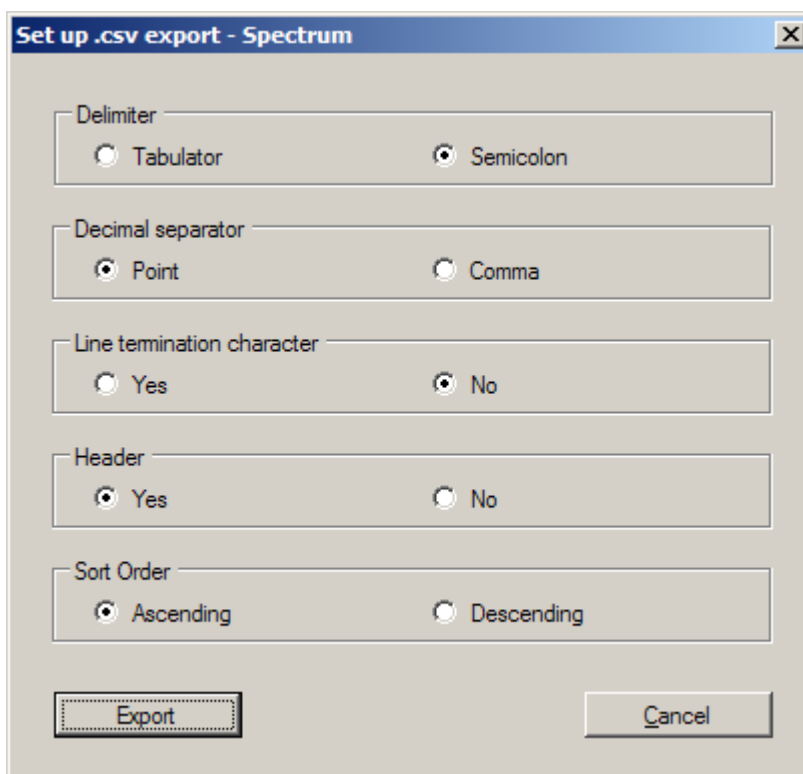 Set up .csv export - Spectrum
Delimiter
Tabulator Semicolon
Decimal separator
Point Comma
Line termination character
Yes No
Header
Yes No
Sort Order
Ascending Descending
Export Cancel